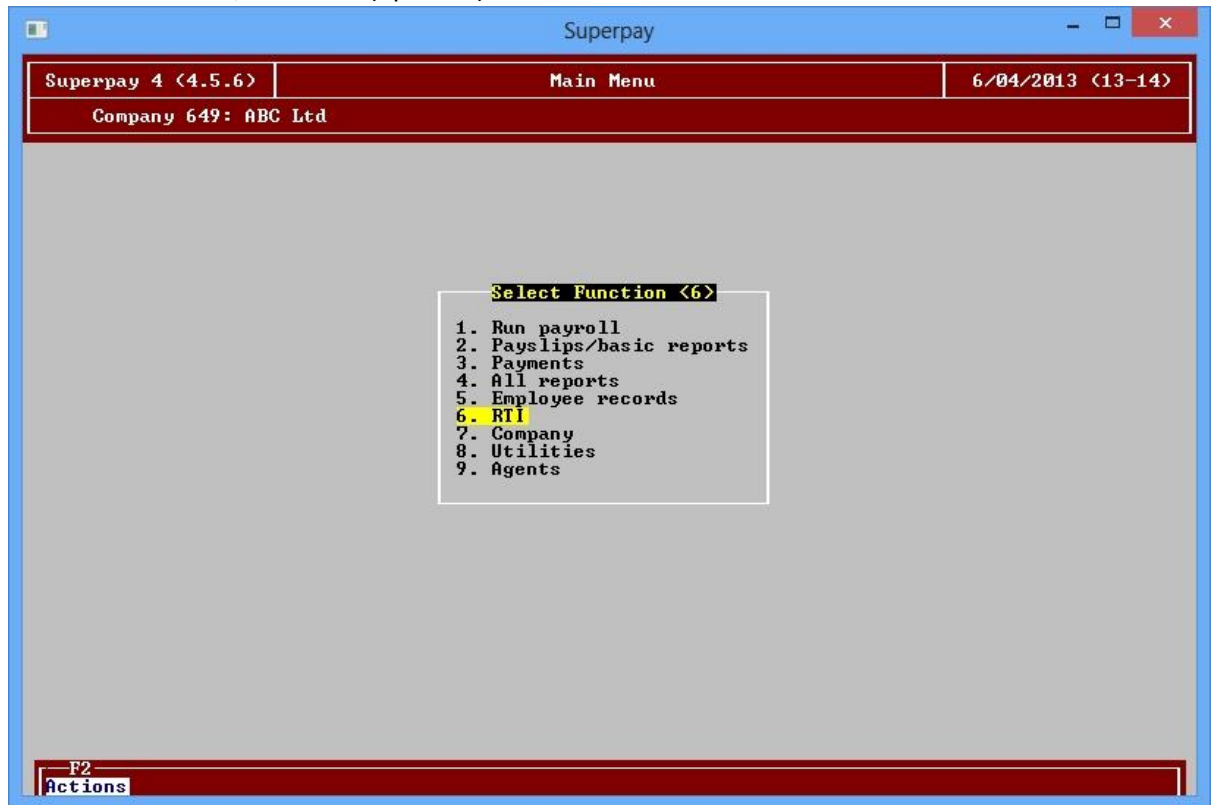 Superpay
Superpay 4 (4.5.6) Main Menu 6/04/2013 (13-14)
Company 649: ABC Ltd
Select Function <6>
1. Run payroll
2. Payslips/basic reports
3. Payments
4. All reports
5. Employee records
6. RTI
7. Company
8. Utilities
9. Agents
F2
Actions